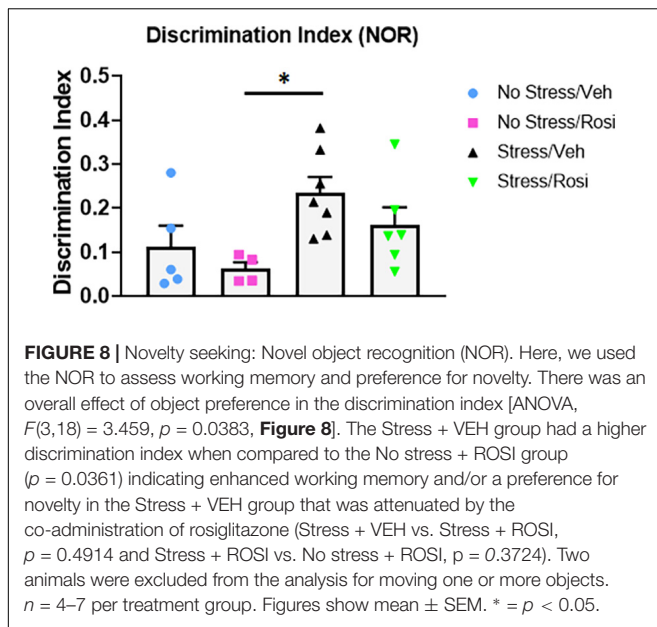 Discrimination Index (NOR)
Discrimination Index
0.5
0.4
0.3
0.2
0.1
0.0
*
No Stress/Veh
No Stress/Rosi
Stress/Veh
Stress/Rosi
FIGURE 8 | Novelty seeking: Novel object recognition (NOR). Here, we used
the NOR to assess working memory and preference for novelty. There was an
overall effect of object preference in the discrimination index [ANOVA,
F(3,18) = 3.459, p = 0.0383, Figure 8]. The Stress + VEH group had a higher
discrimination index when compared to the No stress + ROSI group
(p = 0.0361) indicating enhanced working memory and/or a preference for
novelty in the Stress + VEH group that was attenuated by the
co-administration of rosiglitazone (Stress + VEH vs. Stress + ROSI,
p = 0.4914 and Stress + ROSI vs. No stress + ROSI, p = 0.3724). Two
animals were excluded from the analysis for moving one or more objects.
n = 4–7 per treatment group. Figures show mean ± SEM. * = p < 0.05.